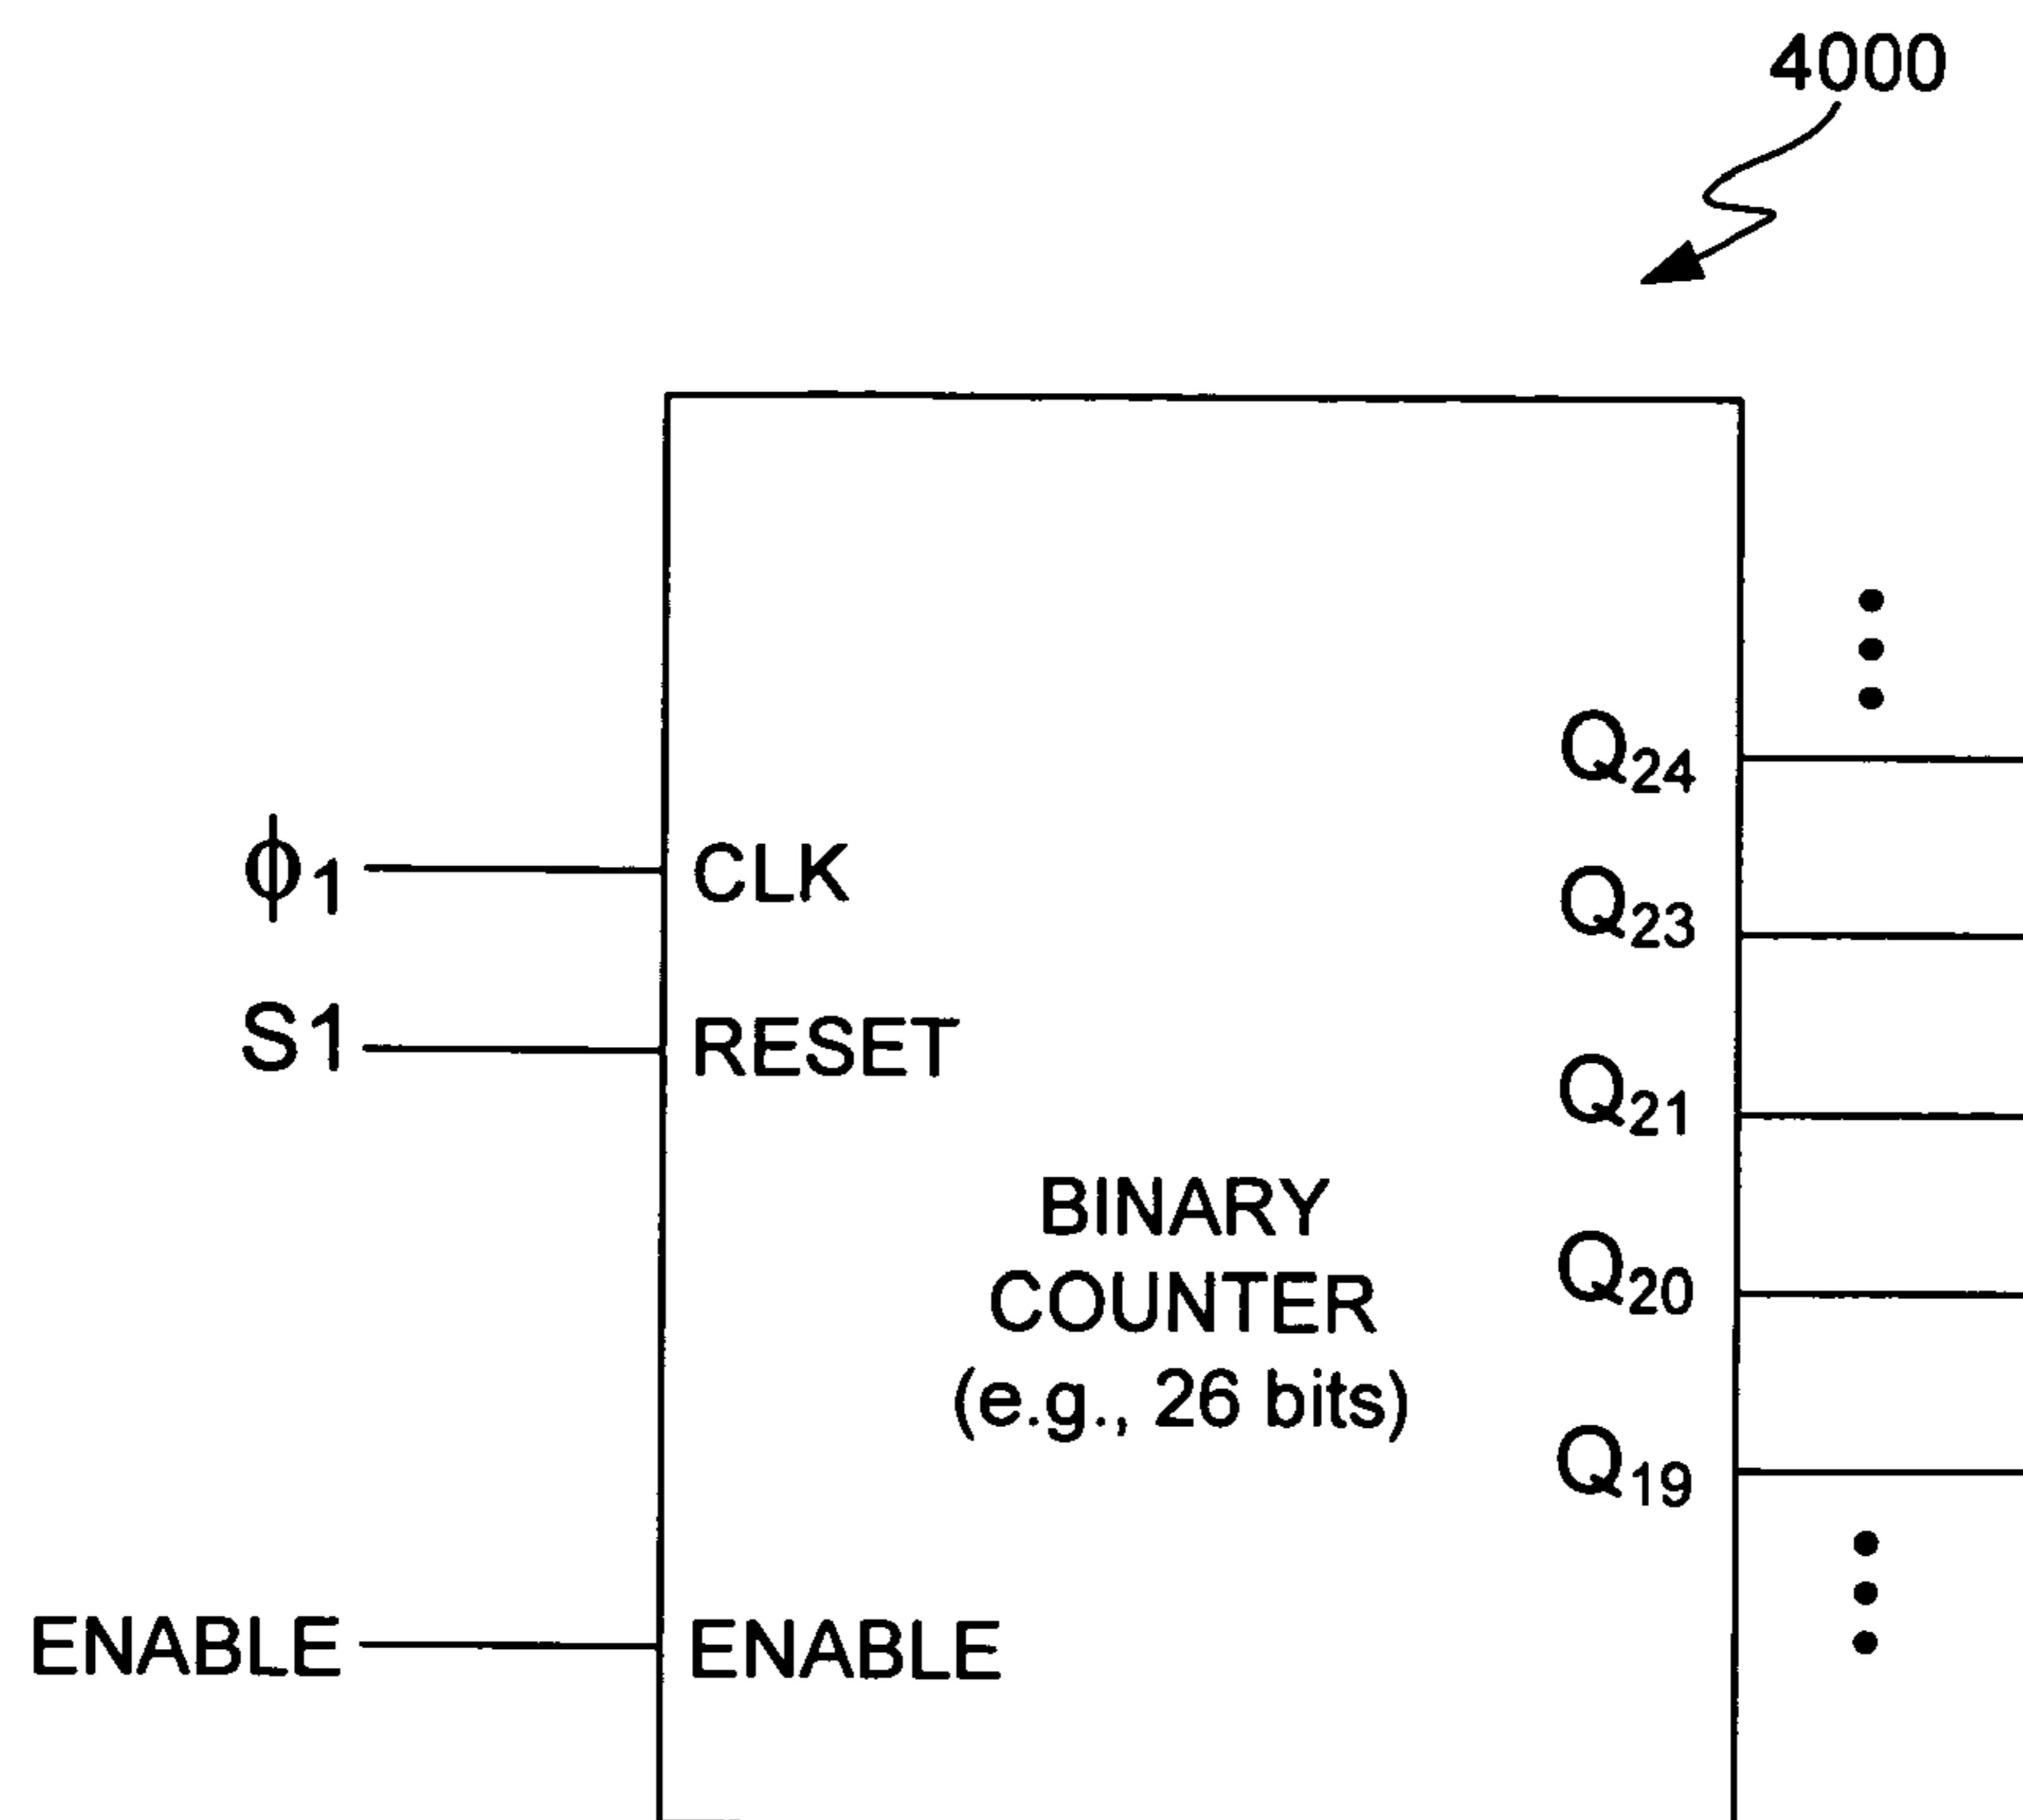 4000
Q24
ϕ1 CLK
Q23
S1 RESET
Q21
BINARY
COUNTER
Q20
(e.g., 26 bits)
Q19
ENABLE ENABLE